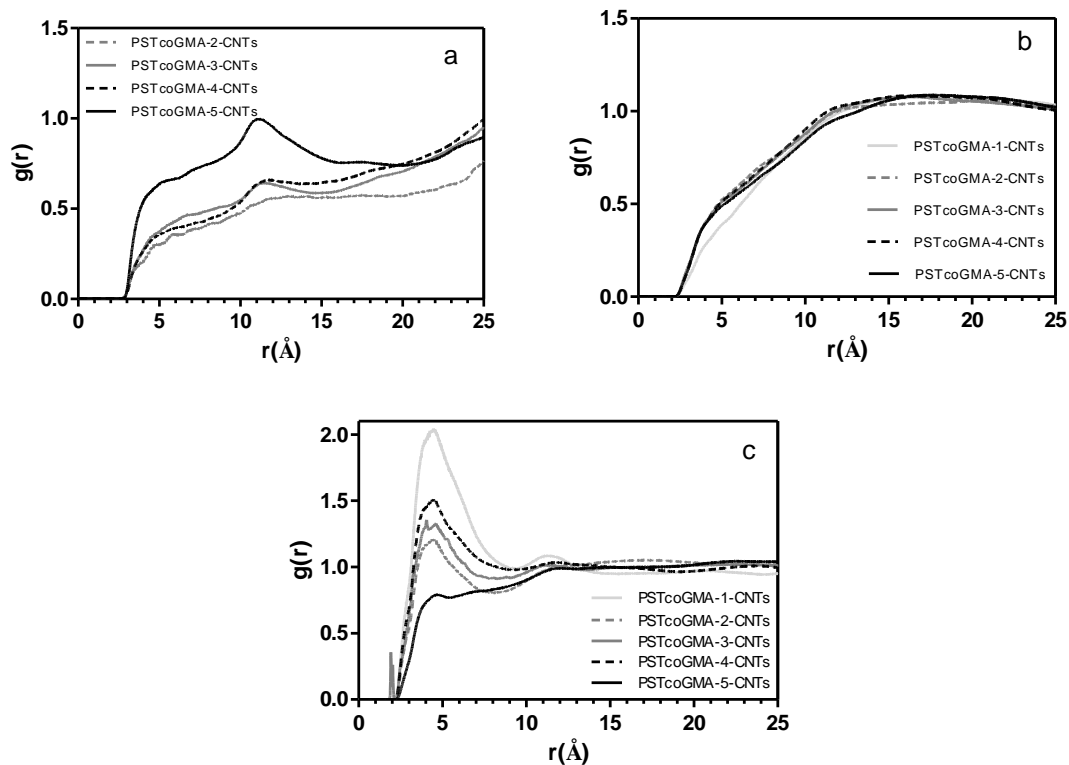 a
PSTcoGMA-2-CNTs
PSTcoGMA-3-CNTs
PSTcoGMA-4-CNTs
PSTcoGMA-5-CNTs
g(r)
1.5
1.0
0.5
0.0
0 5 10 15 20 25
r(Å)
b
PSTcoGMA-1-CNTs
PSTcoGMA-2-CNTs
PSTcoGMA-3-CNTs
PSTcoGMA-4-CNTs
PSTcoGMA-5-CNTs
g(r)
1.5
1.0
0.5
0.0
0 5 10 15 20 25
r(Å)
c
PSTcoGMA-1-CNTs
PSTcoGMA-2-CNTs
PSTcoGMA-3-CNTs
PSTcoGMA-4-CNTs
PSTcoGMA-5-CNTs
g(r)
2.0
1.5
1.0
0.5
0.0
0 5 10 15 20 25
r(Å)